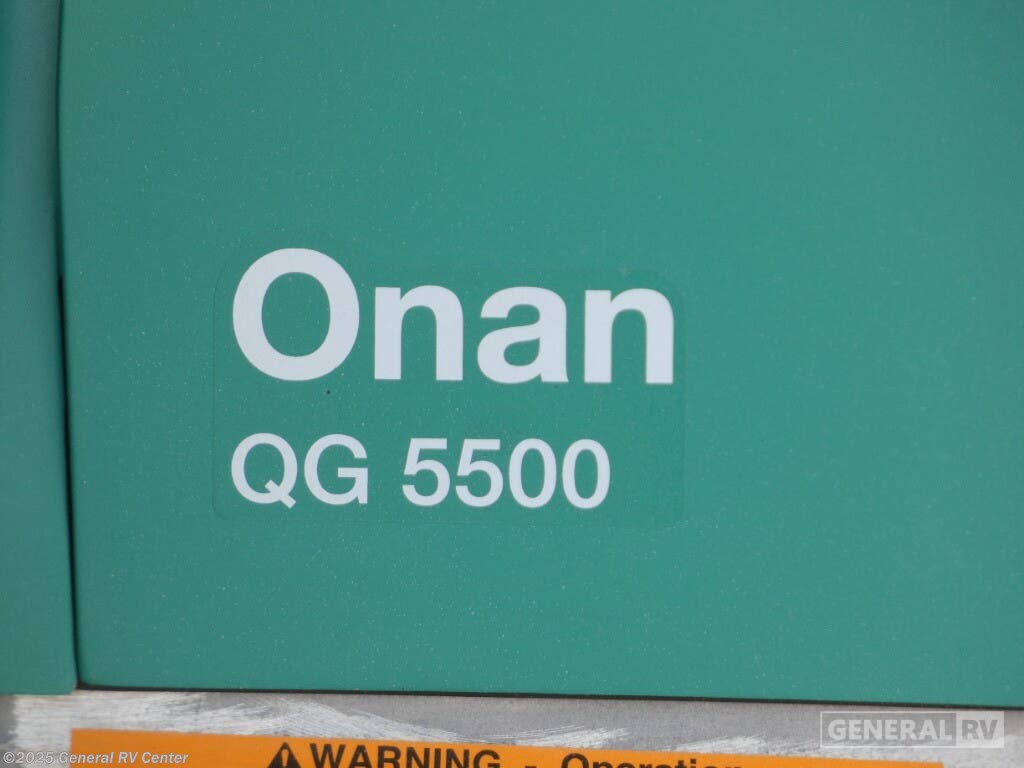 Onan
QG 5500
WARNING - Operation
GENERAL RV
©2025 General RV Center